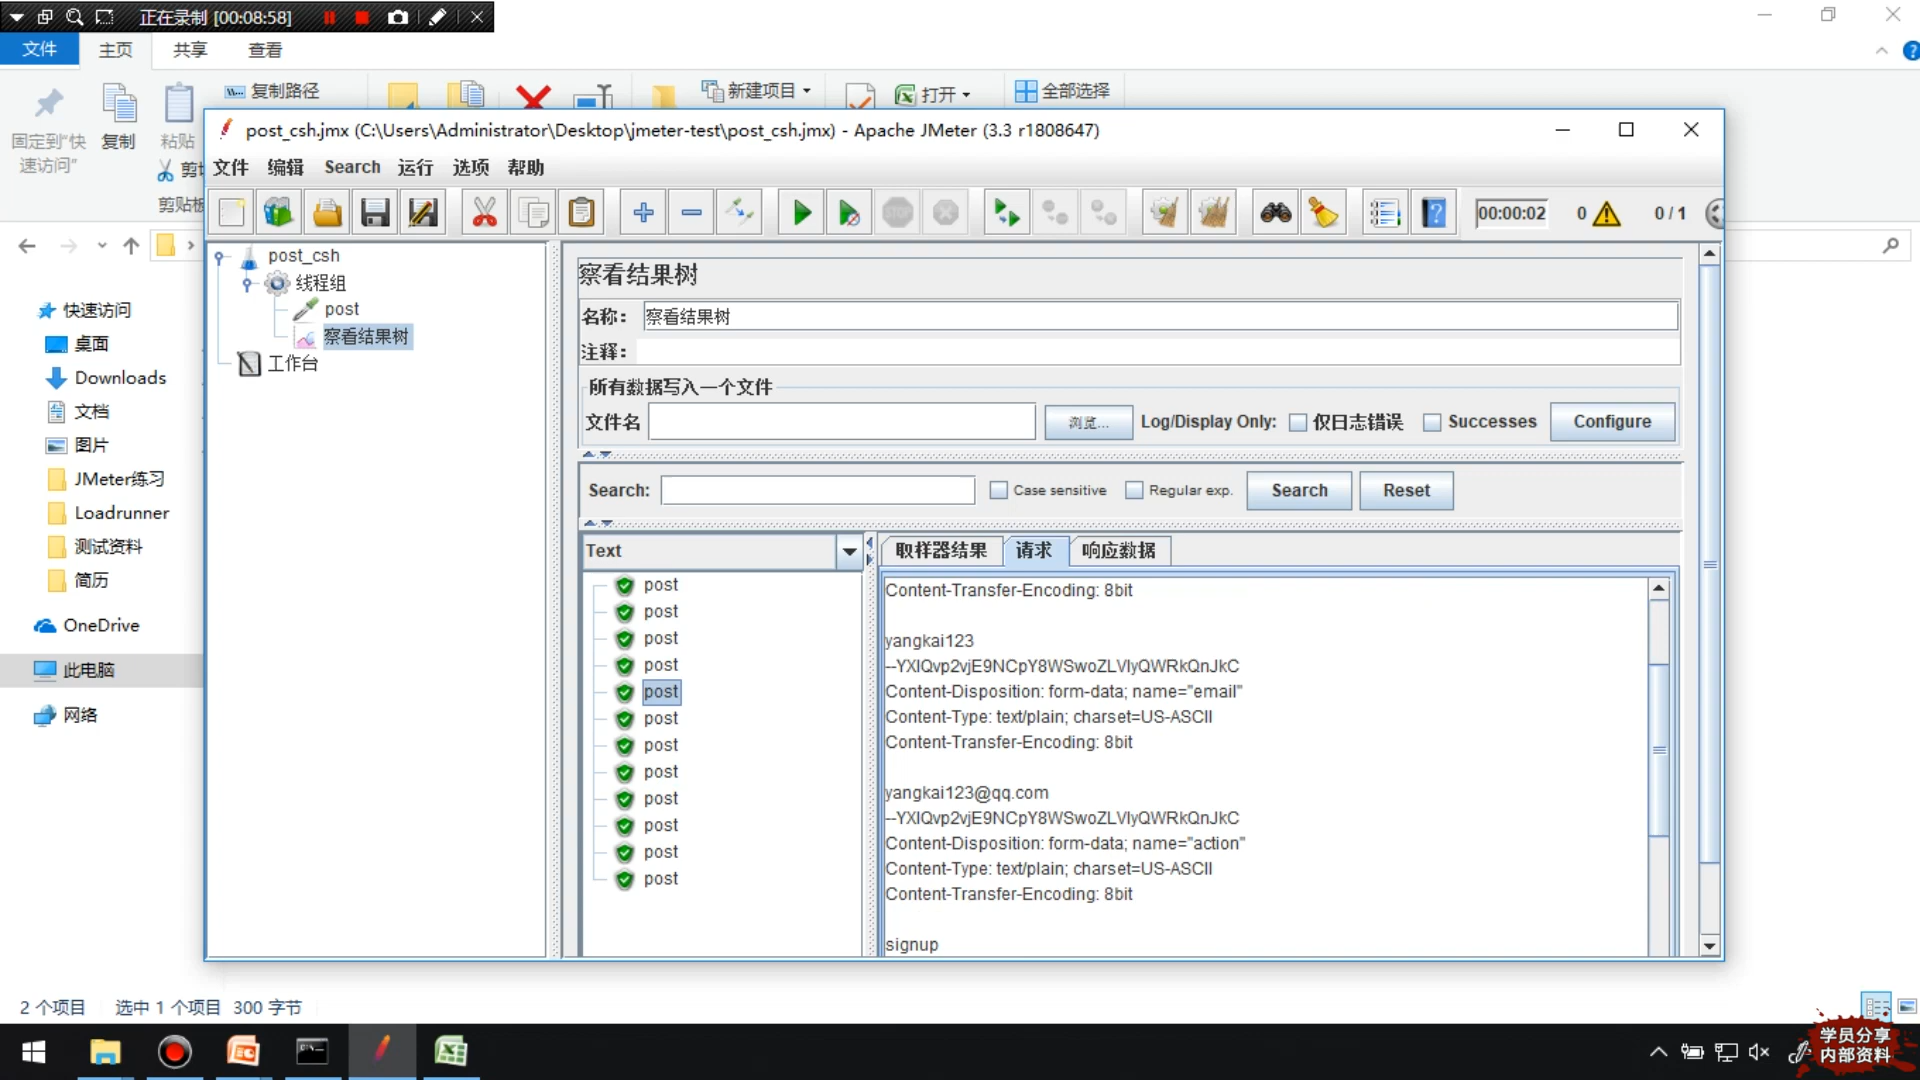 正在录制 [00:08:58]
文件 主页 共享 查看
复制路径
新建项目
打开
全部选择
固定到"快
速访问"
复制
粘贴
剪贴板
post_csh.jmx (C:\Users\Administrator\Desktop\jmeter-test\post_csh.jmx) - Apache JMeter (3.3 r1808647)
文件 编辑 Search 运行 选项 帮助
STOP
00:00:02 0 0 / 1
快速访问
桌面
Downloads
文档
图片
JMeter练习
Loadrunner
测试资料
简历
OneDrive
此电脑
网络
post_csh
线程组
post
察看结果树
工作台
察看结果树
名称： 察看结果树
注释：
所有数据写入一个文件
文件名 浏览... Log/Display Only: 仅日志错误 Successes Configure
Search: Case sensitive Regular exp. Search Reset
Text
post
post
post
post
post
post
post
post
post
post
post
post
取样器结果 请求 响应数据
Content-Transfer-Encoding: 8bit
yangkai123
Content-Disposition: form-data; name="email"
Content-Type: text/plain; charset=US-ASCII
Content-Transfer-Encoding: 8bit
yangkai123@qq.com
Content-Disposition: form-data; name="action"
Content-Type: text/plain; charset=US-ASCII
Content-Transfer-Encoding: 8bit
signup
2 个项目 选中 1 个项目 300 字节
学员分享
内部资料